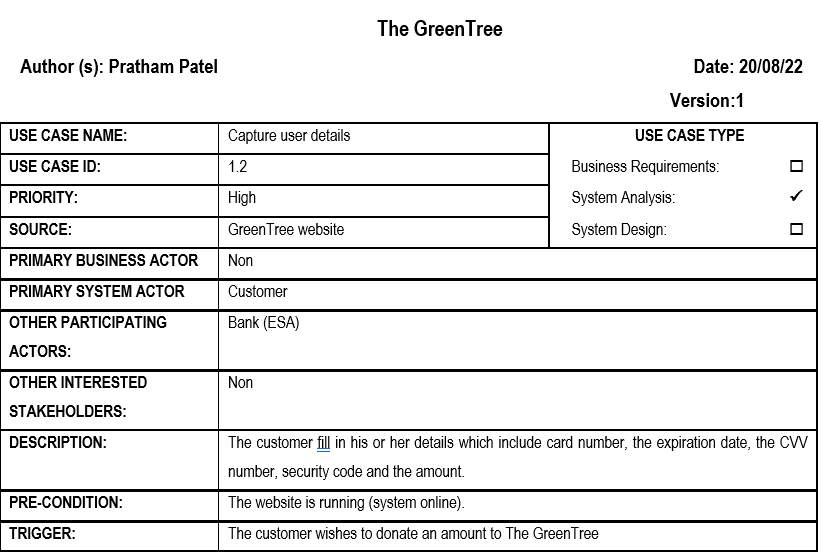 The GreenTree
Author (s): Pratham Patel
Date: 20/08/22
Version:1
USE CASE NAME:
Capture user details
USE CASE TYPE
USE CASE ID:
1.2
Business Requirements:
PRIORITY:
High
System Analysis:
SOURCE:
GreenTree website
System Design:
PRIMARY BUSINESS ACTOR
Non
PRIMARY SYSTEM ACTOR
Customer
OTHER PARTICIPATING
ACTORS:
Bank (ESA)
OTHER INTERESTED
STAKEHOLDERS:
Non
DESCRIPTION:
The customer fill in his or her details which include card number, the expiration date, the CVV
number, security code and the amount.
PRE-CONDITION:
The website is running (system online).
TRIGGER:
The customer wishes to donate an amount to The GreenTree